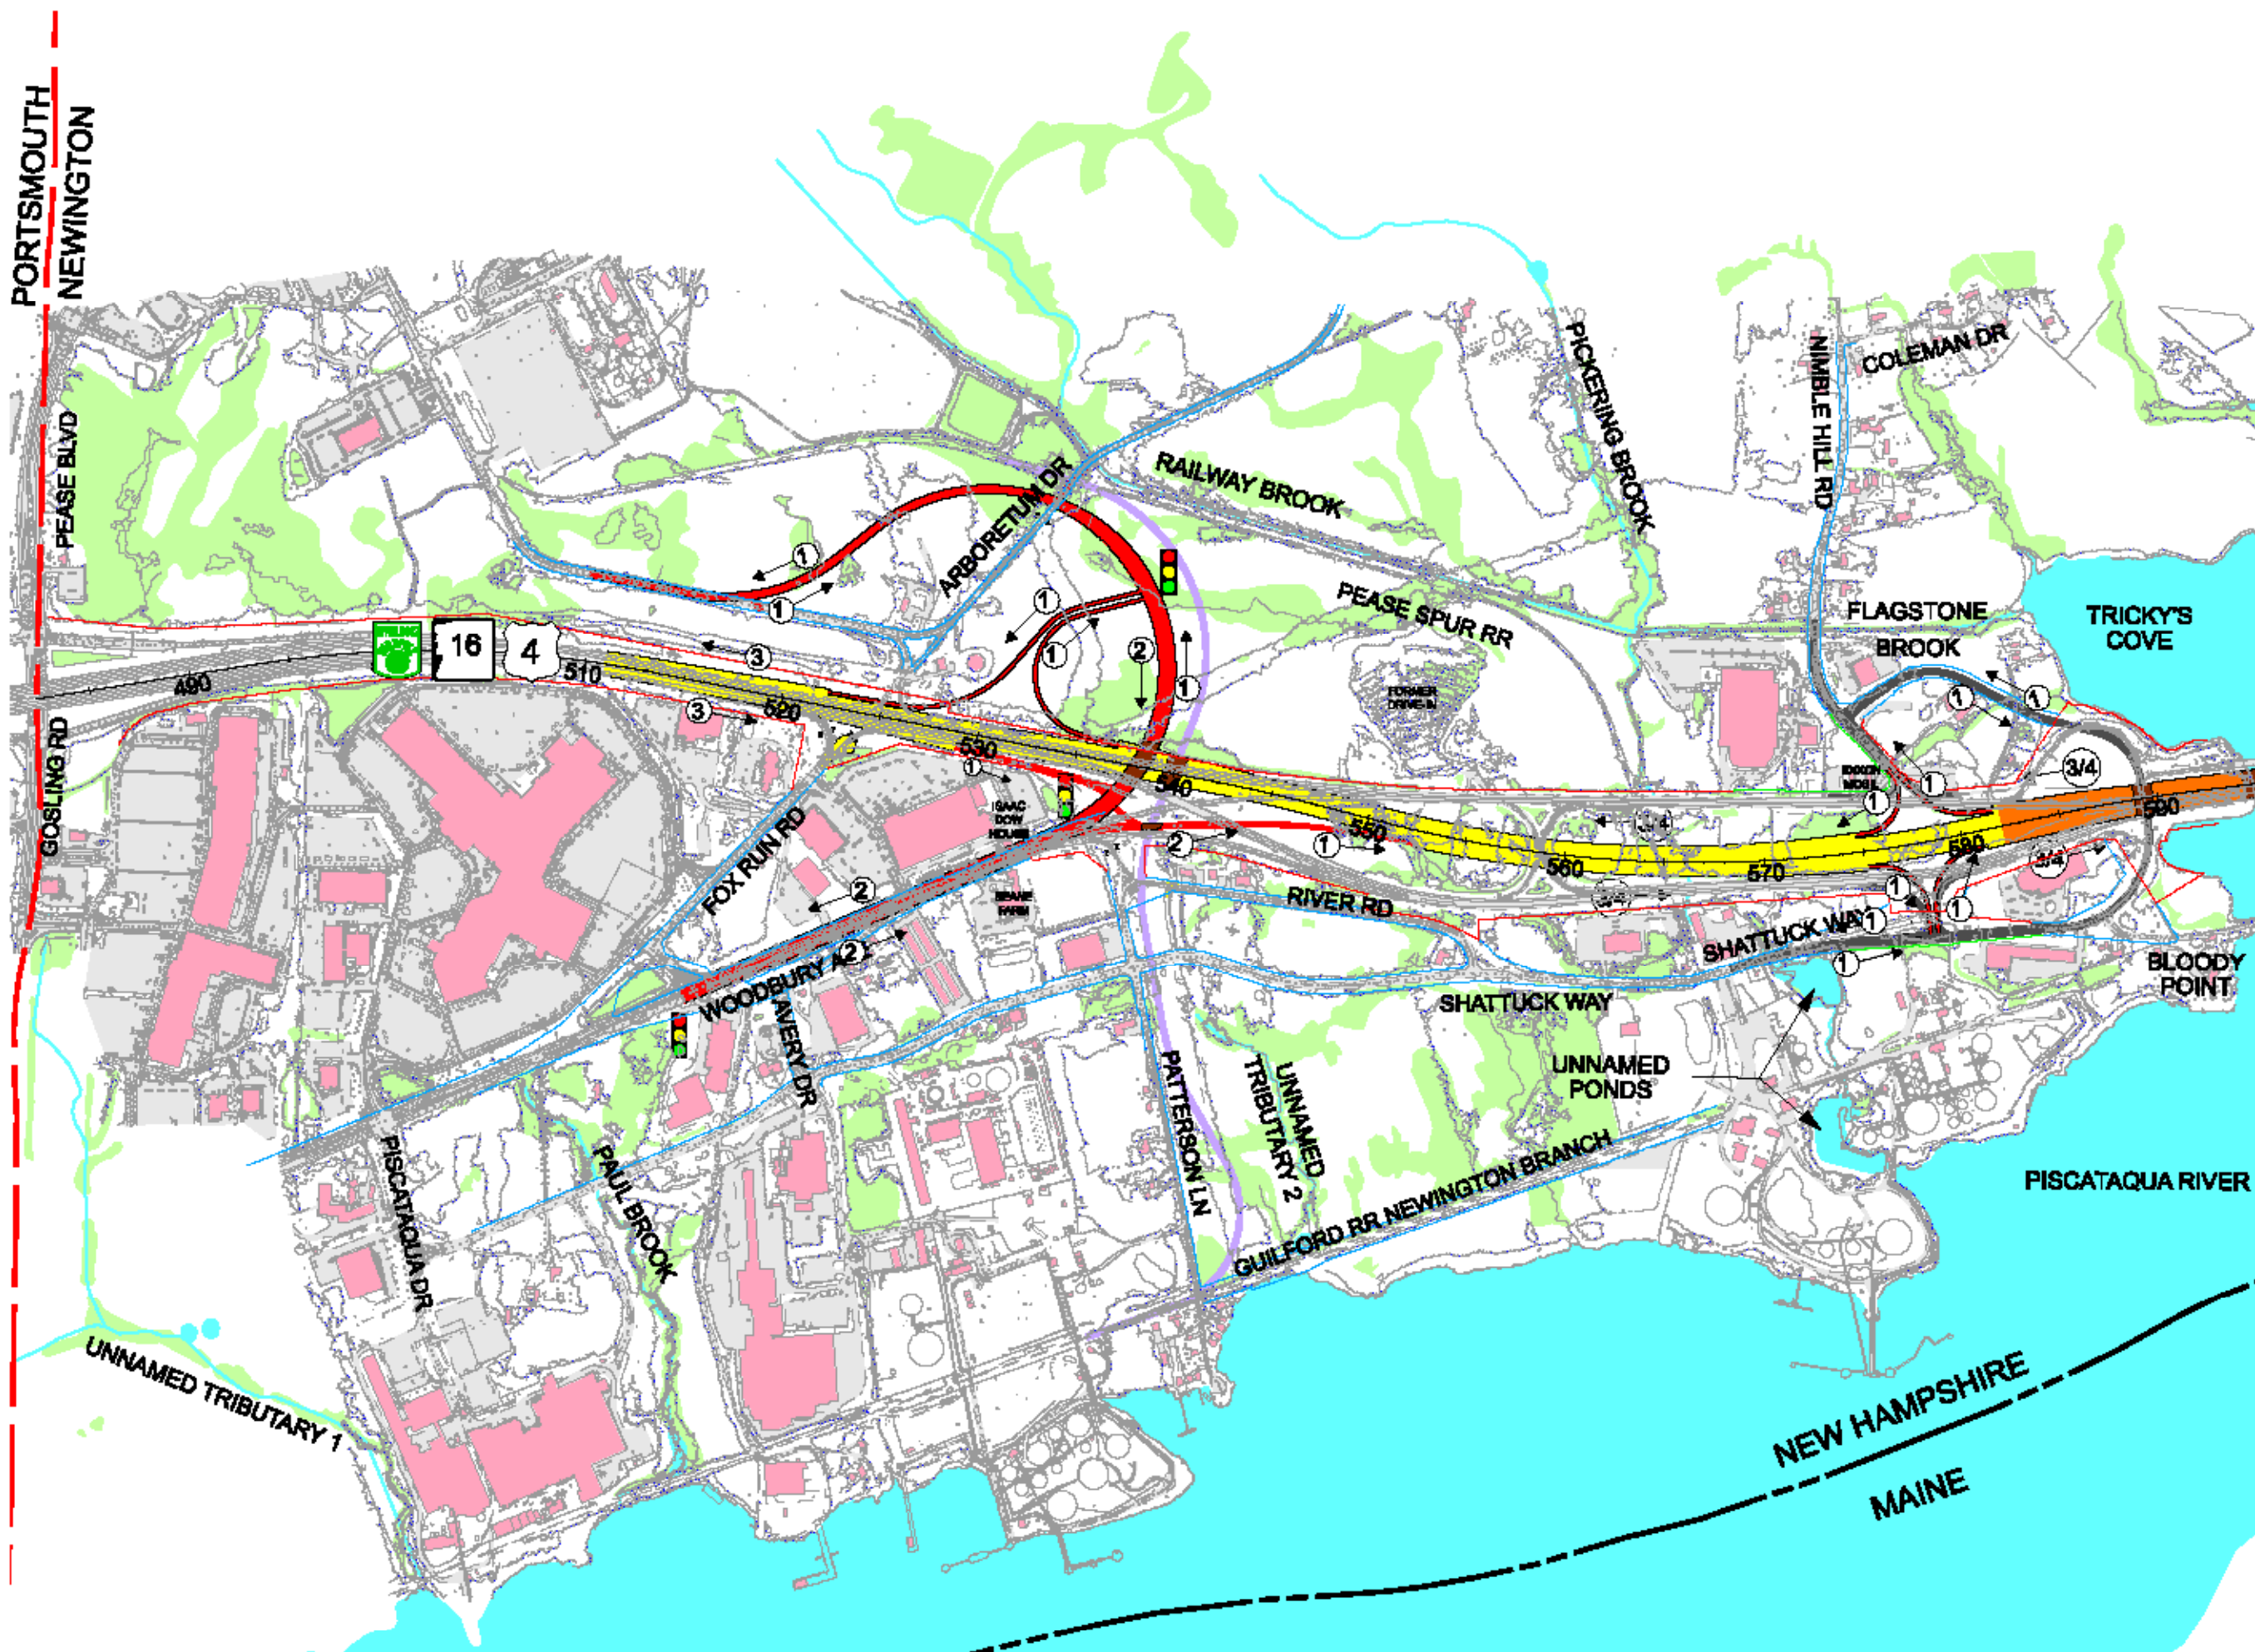 PORTSMOUTH
NEWINGTON
PEASE BLVD
GOSLING RD
16
4
490
510
520
530
540
550
560
570
580
590
3
3
1
1
1
1
2
1
ARBORETUM DR
RAILWAY BROOK
PICKERING BROOK
PEASE SPUR RR
FORMER
DRIVE-IN
NIMBLE HILL RD
COLEMAN DR
FLAGSTONE
BROOK
TRICKY'S
COVE
1
1
1
1
3/4
1
EXXON
MOBIL
3/4
1
ISAAC
DOW
HOUSE
FOX RUN RD
2
2
WOODBURY
AVERY DR
FARM
2
1
RIVER RD
1
1
1
1
SHATTUCK WAY
SHATTUCK WAY
BLOODY
POINT
UNNAMED
PONDS
PATTERSON LN
UNNAMED
TRIBUTARY 2
GUILFORD RR NEWINGTON BRANCH
PISCATAQUA RIVER
PISCATAQUA DR
PAUL BROOK
UNNAMED TRIBUTARY 1
NEW HAMPSHIRE
MAINE